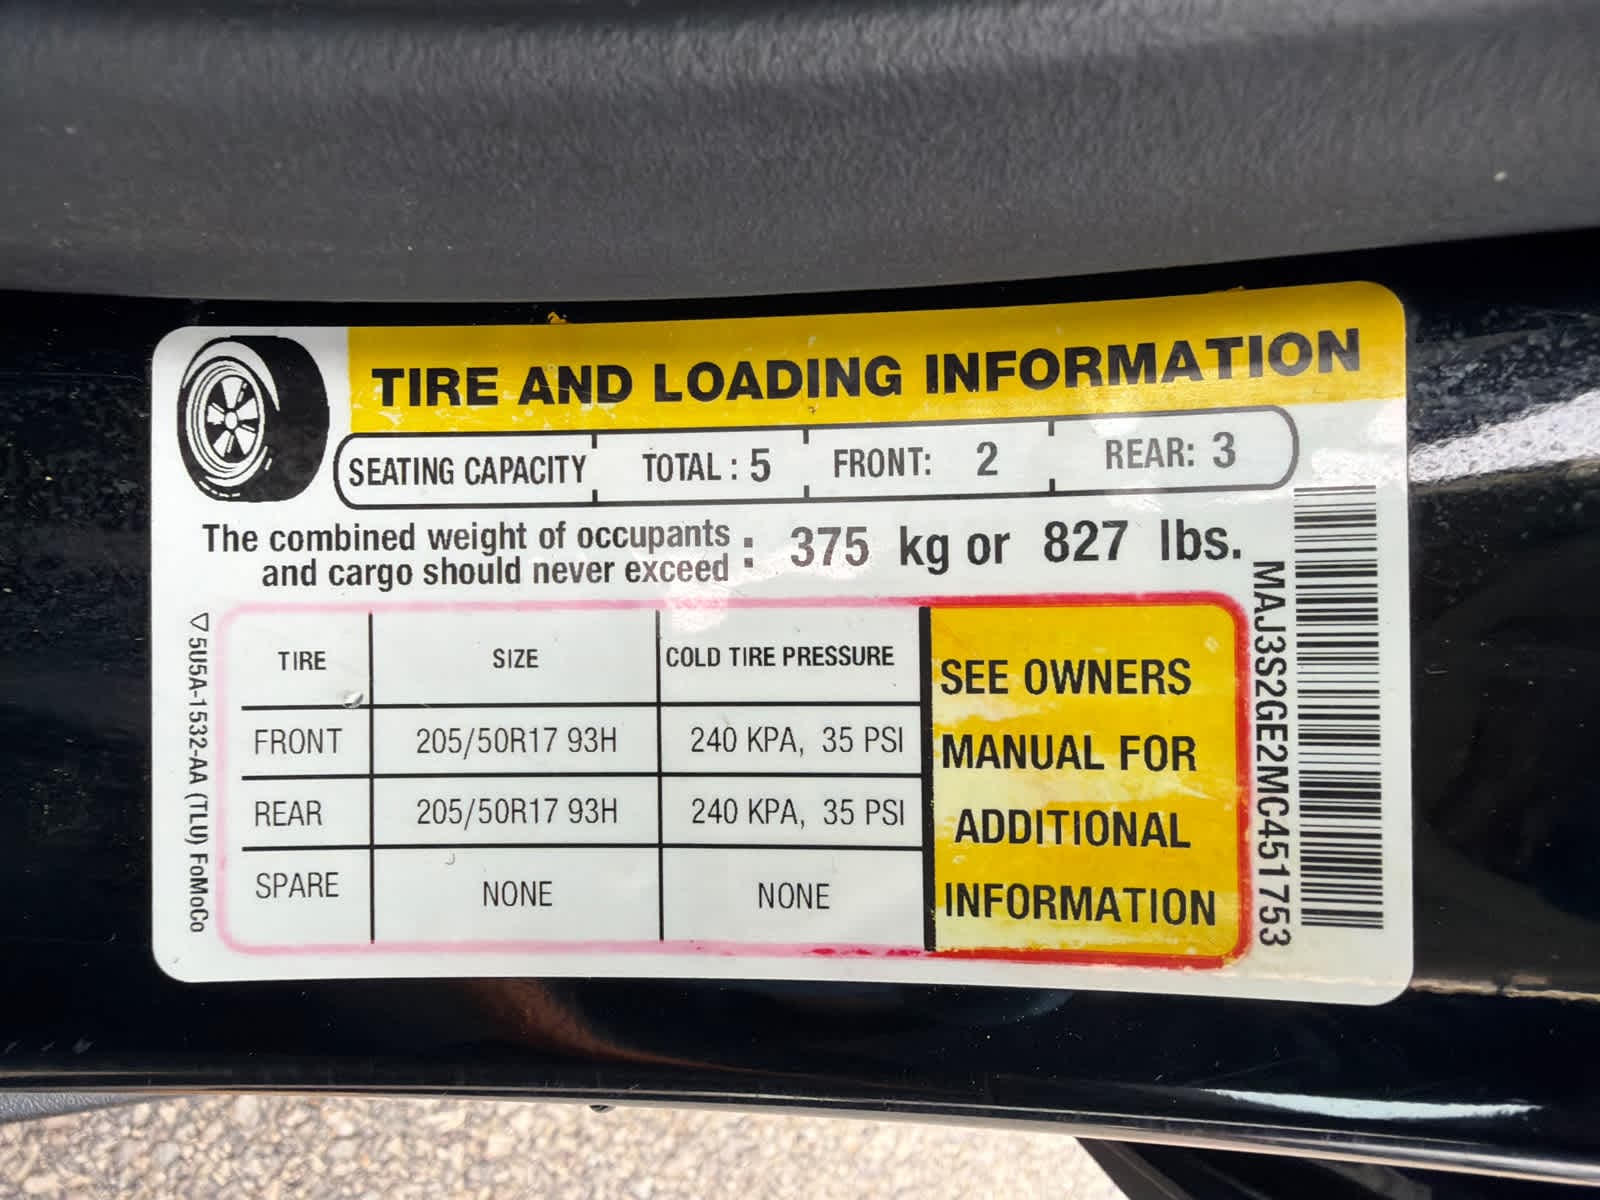 TIRE AND LOADING INFORMATION
SEATING CAPACITY TOTAL : 5 FRONT: 2 REAR: 3
The combined weight of occupants
and cargo should never exceed : 375 kg or 827 lbs.
TIRE SIZE COLD TIRE PRESSURE
FRONT 205/50R17 93H 240 KPA, 35 PSI
REAR 205/50R17 93H 240 KPA, 35 PSI
SPARE NONE NONE
SEE OWNERS
MANUAL FOR
ADDITIONAL
INFORMATION
5U5A-1532-AA (TLU) FoMoCo
MAJ3S2GE2MC451753